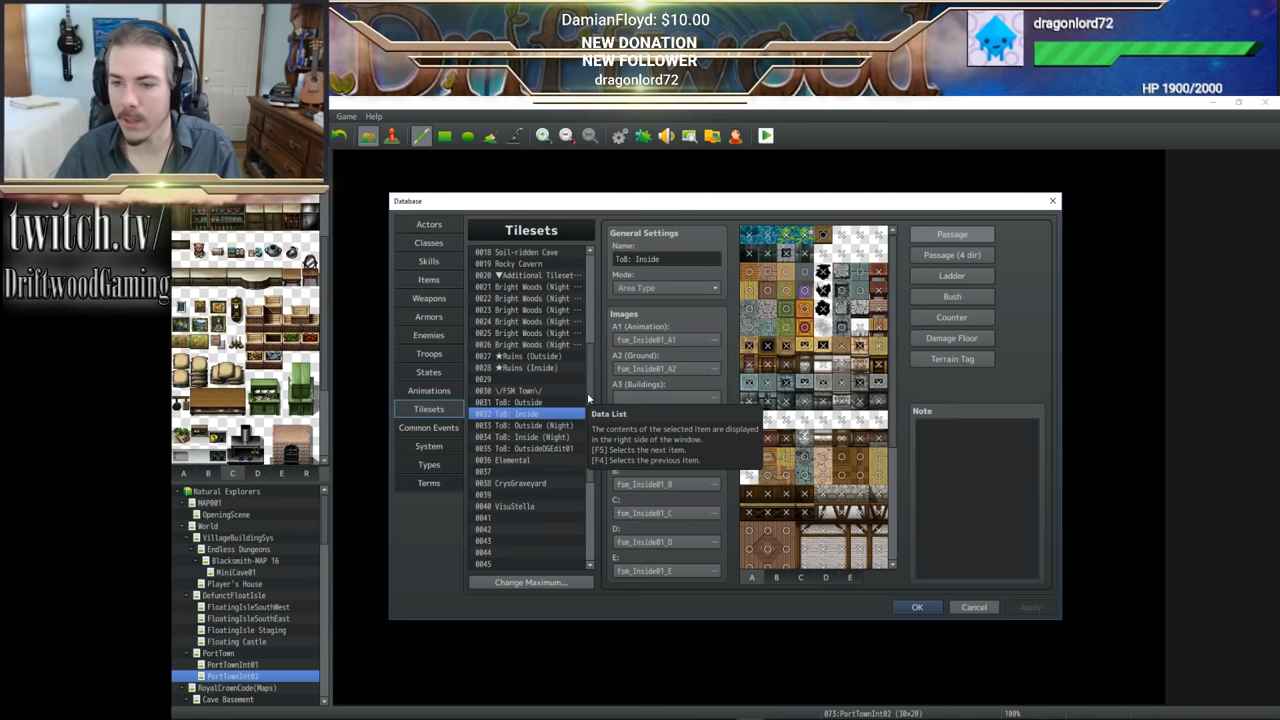 DamianFloyd: $10.00
NEW DONATION
NEW FOLLOWER
dragonlord72
dragonlord72
HP 1900/2000
Game Help
twitch.tv/
DriftwoodGaming
A B C D E R
Natural Explorers
MAP001
OpeningScene
World
VillageBuildingSys
Endless Dungeons
Blacksmith-MAP 16
MiniCave01
Player's House
DefunctFloatIsle
FloatingIsleSouthWest
FloatingIsleSouthEast
FloatingIsle Staging
Floating Castle
PortTown
PortTownInt01
PortTownInt02
RoyalCrownCode(Maps)
Cave Basement
Database
Actors
Classes
Skills
Items
Weapons
Armors
Enemies
Troops
States
Animations
Tilesets
Common Events
System
Types
Terms
Tilesets
0018 Soil-ridden Cave
0019 Rocky Cavern
0020 ▼Additional Tileset···
0021 Bright Woods (Night ···
0022 Bright Woods (Night ···
0023 Bright Woods (Night ···
0024 Bright Woods (Night ···
0025 Bright Woods (Night ···
0026 Bright Woods (Night ···
0027 ★Ruins (Outside)
0028 ★Ruins (Inside)
0029
0030 \/FSM Town\/
0031 ToB: Outside
0032 ToB: Inside
0033 ToB: Outside (Night)
0034 ToB: Inside (Night)
0035 ToB: OutsideDGEdit01
0036 Elemental
0037
0038 CrysGraveyard
0039
0040 VisuStella
0041
0042
0043
0044
0045
Change Maximum...
General Settings
Name:
ToB: Inside
Mode:
Area Type
Images
A1 (Animation):
fsm_Inside01_A1
A2 (Ground):
fsm_Inside01_A2
A3 (Buildings):
Data List
The contents of the selected item are displayed
in the right side of the window.
[F5] Selects the next item.
[F4] Selects the previous item.
B:
fsm_Inside01_B
C:
fsm_Inside01_C
D:
fsm_Inside01_D
E:
fsm_Inside01_E
A B C D E
Passage
Passage (4 dir)
Ladder
Bush
Counter
Damage Floor
Terrain Tag
Note
OK Cancel Apply
073:PortTownInt02 (30x20) 100%